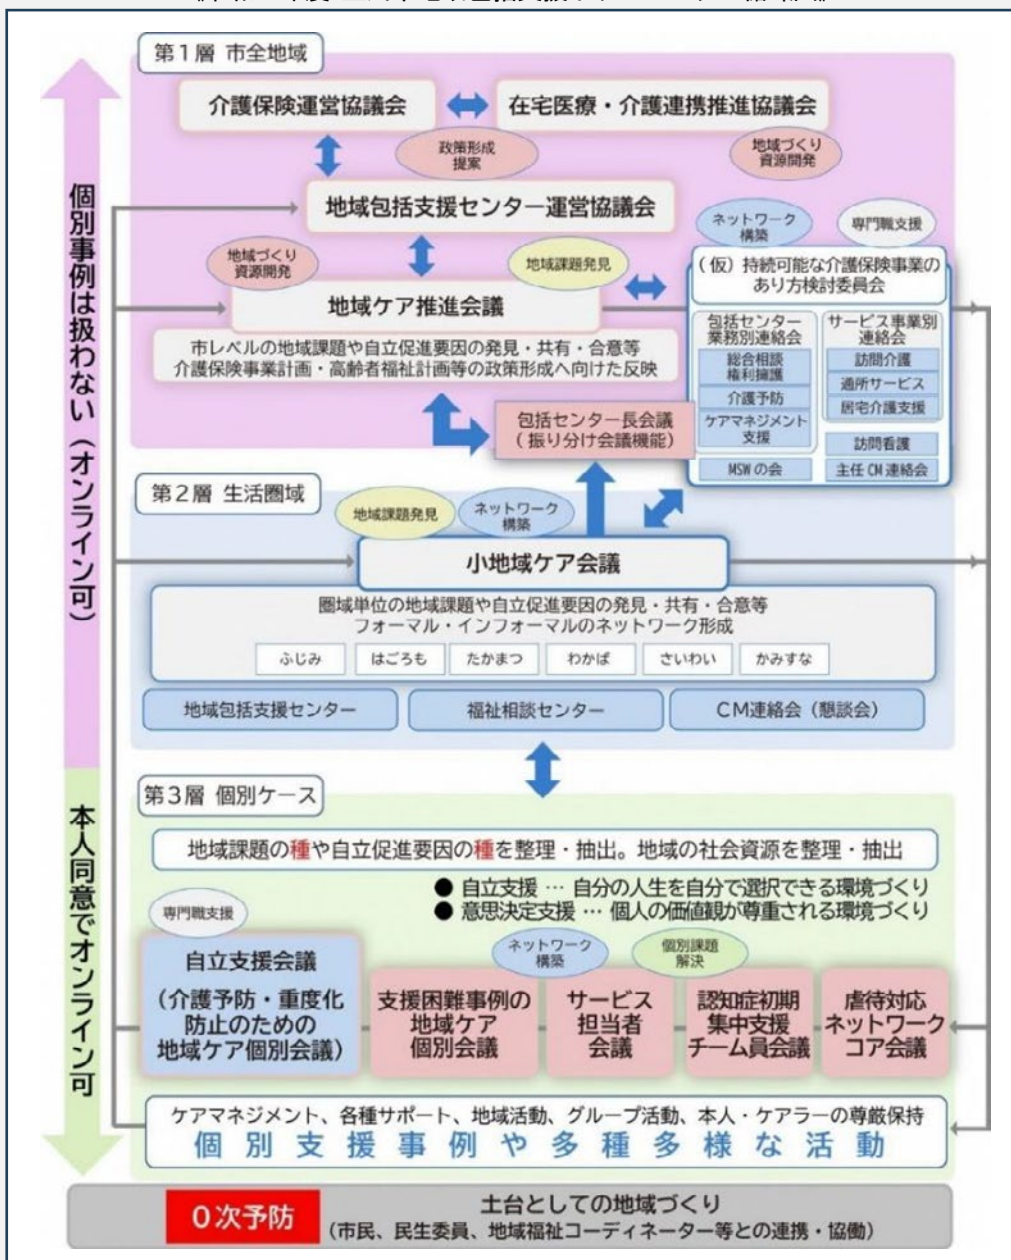 第1層 市全地域
介護保険運営協議会
在宅医療・介護連携推進協議会
政策形成
提案
地域づくり
資源開発
地域包括支援センター運営協議会
ネットワーク
構築
専門職支援
地域づくり
資源開発
地域課題発見
地域ケア推進会議
市レベルの地域課題や自立促進要因の発見・共有・合意等
介護保険事業計画・高齢者福祉計画等の政策形成へ向けた反映
(仮)持続可能な介護保険事業の
あり方検討委員会
包括センター
業務別連絡会
総合相談
権利擁護
介護予防
ケアマネジメント
支援
MSWの会
サービス事業別
連絡会
訪問介護
通所サービス
居宅介護支援
訪問看護
主任CM連絡会
包括センター長会議
(振り分け会議機能)
個別事例は扱わない(オンライン可)
第2層 生活圏域
地域課題発見
ネットワーク
構築
小地域ケア会議
圏域単位の地域課題や自立促進要因の発見・共有・合意等
フォーマル・インフォーマルのネットワーク形成
ふじみ
はごろも
たかまつ
わかば
さいわい
かみすな
地域包括支援センター
福祉相談センター
CM連絡会(懇談会)
本人同意でオンライン可
第3層 個別ケース
地域課題の種や自立促進要因の種を整理・抽出。地域の社会資源を整理・抽出
● 自立支援 … 自分の人生を自分で選択できる環境づくり
● 意思決定支援 … 個人の価値観が尊重される環境づくり
専門職支援
ネットワーク
構築
個別課題
解決
自立支援会議
(介護予防・重度化
防止のための
地域ケア個別会議)
支援困難事例の
地域ケア
個別会議
サービス
担当者
会議
認知症初期
集中支援
チーム員会議
虐待対応
ネットワーク
コア会議
ケアマネジメント、各種サポート、地域活動、グループ活動、本人・ケアラーの尊厳保持
個別支援事例や多種多様な活動
0次予防
土台としての地域づくり
(市民、民生委員、地域福祉コーディネーター等との連携・協働)